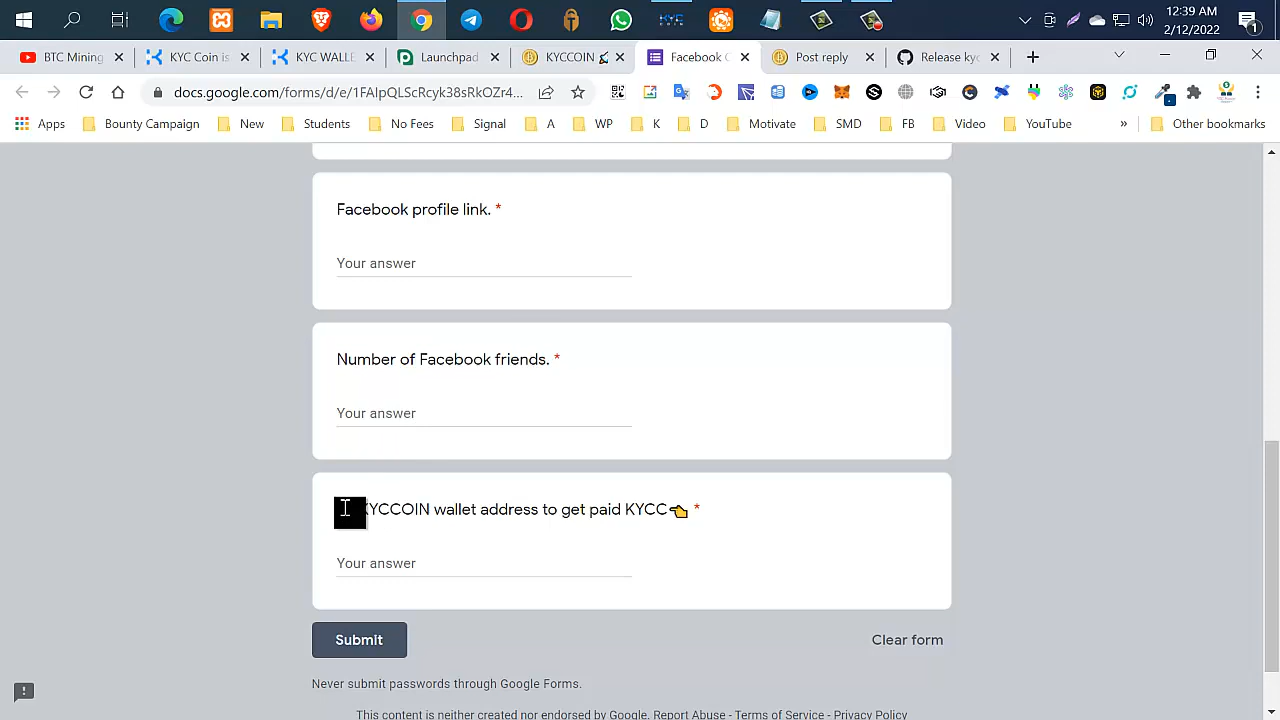 12:39 AM
2/12/2022
1
BTC Mining
KYC Coin is
KYC WALLE
Launchpad
KYCCOIN
Facebook C
Post reply
Release kyc
docs.google.com/forms/d/e/1FAIpQLScRcyk38sRkOZr4...
Apps
Bounty Campaign
New
Students
No Fees
Signal
A
WP
K
D
Motivate
SMD
FB
Video
YouTube
»
Other bookmarks
Facebook profile link. *
Your answer
Number of Facebook friends. *
Your answer
YCCOIN wallet address to get paid KYCC👈 *
Your answer
Submit
Clear form
Never submit passwords through Google Forms.
This content is neither created nor endorsed by Google. Report Abuse - Terms of Service - Privacy Policy